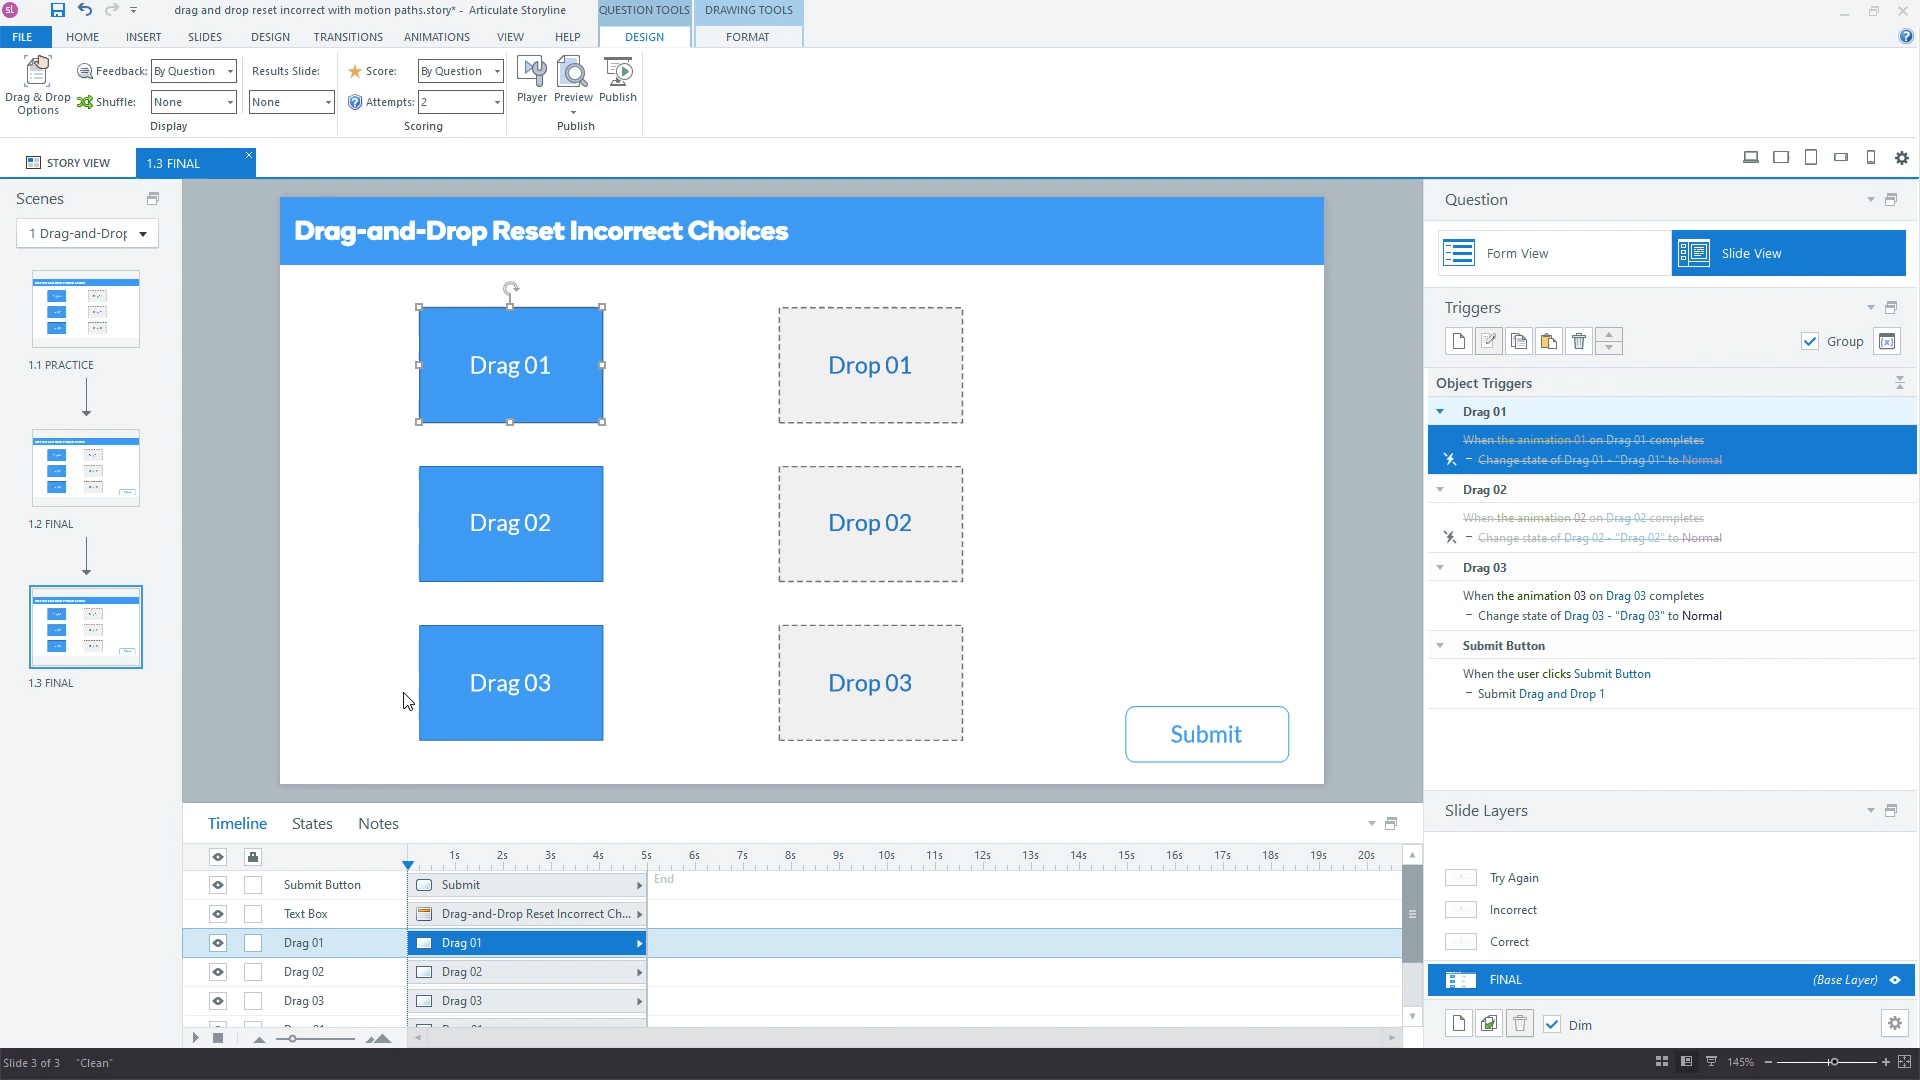 sl
drag and drop reset incorrect with motion paths.story* - Articulate Storyline
QUESTION TOOLS
DRAWING TOOLS
FILE
HOME
INSERT
SLIDES
DESIGN
TRANSITIONS
ANIMATIONS
VIEW
HELP
DESIGN
FORMAT
Drag & Drop
Options
Feedback: By Question
Shuffle: None
Display
Results Slide:
None
Score: By Question
Attempts: 2
Scoring
Player
Preview
Publish
Publish
STORY VIEW
1.3 FINAL
Scenes
1 Drag-and-Drop
1.1 PRACTICE
1.2 FINAL
1.3 FINAL
Drag-and-Drop Reset Incorrect Choices
Drag 01
Drop 01
Drag 02
Drop 02
Drag 03
Drop 03
Submit
Question
Form View
Slide View
Triggers
Group
Object Triggers
Drag 01
When the animation 01 on Drag 01 completes
– Change state of Drag 01 - "Drag 01" to Normal
Drag 02
When the animation 02 on Drag 02 completes
– Change state of Drag 02 - "Drag 02" to Normal
Drag 03
When the animation 03 on Drag 03 completes
– Change state of Drag 03 - "Drag 03" to Normal
Submit Button
When the user clicks Submit Button
– Submit Drag and Drop 1
Slide Layers
Try Again
Incorrect
Correct
FINAL
(Base Layer)
Dim
Timeline
States
Notes
1s 2s 3s 4s 5s 6s 7s 8s 9s 10s 11s 12s 13s 14s 15s 16s 17s 18s 19s 20s
Submit Button
Submit
End
Text Box
Drag-and-Drop Reset Incorrect Ch...
Drag 01
Drag 01
Drag 02
Drag 02
Drag 03
Drag 03
Slide 3 of 3
"Clean"
145%